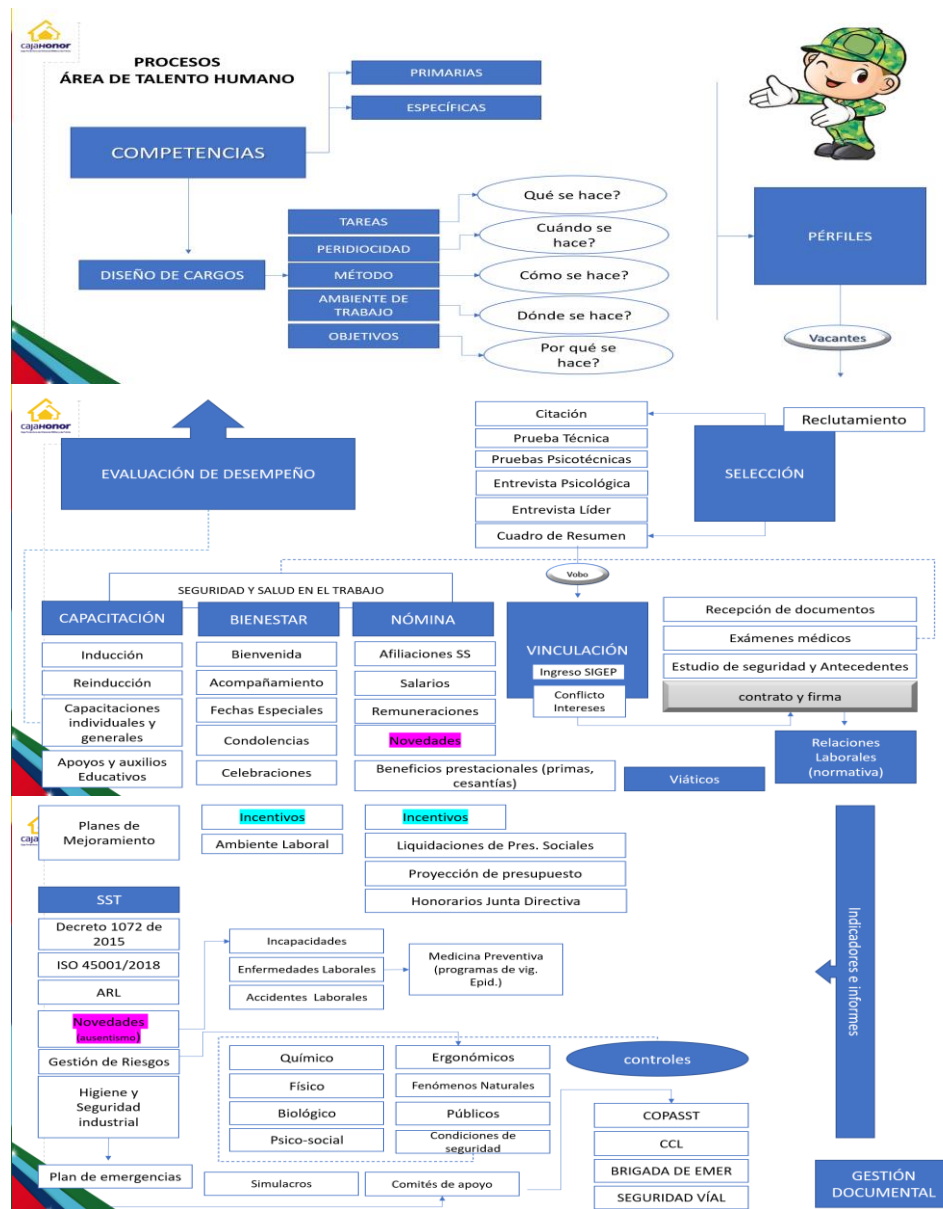 cajaHonor
PROCESOS
ÁREA DE TALENTO HUMANO
PRIMARIAS
ESPECÍFICAS
COMPETENCIAS
DISEÑO DE CARGOS
TAREAS
PERIDIOCIDAD
MÉTODO
AMBIENTE DE
TRABAJO
OBJETIVOS
Qué se hace?
Cuándo se
hace?
Cómo se hace?
Dónde se hace?
Por qué se
hace?
PÉRFILES
Vacantes
cajaHonor
EVALUACIÓN DE DESEMPEÑO
Citación
Prueba Técnica
Pruebas Psicotécnicas
Entrevista Psicológica
Entrevista Líder
Cuadro de Resumen
Reclutamiento
SELECCIÓN
Vobo
SEGURIDAD Y SALUD EN EL TRABAJO
CAPACITACIÓN
Inducción
Reinducción
Capacitaciones
individuales y
generales
Apoyos y auxilios
Educativos
BIENESTAR
Bienvenida
Acompañamiento
Fechas Especiales
Condolencias
Celebraciones
NÓMINA
Afiliaciones SS
Salarios
Remuneraciones
Novedades
Beneficios prestacionales (primas,
cesantías)
VINCULACIÓN
Ingreso SIGEP
Conflicto
Intereses
Recepción de documentos
Exámenes médicos
Estudio de seguridad y Antecedentes
contrato y firma
Viáticos
Relaciones
Laborales
(normativa)
caja
Planes de
Mejoramiento
Incentivos
Ambiente Laboral
Incentivos
Liquidaciones de Pres. Sociales
Proyección de presupuesto
Honorarios Junta Directiva
SST
Decreto 1072 de
2015
ISO 45001/2018
ARL
Novedades
(ausentismo)
Gestión de Riesgos
Higiene y
Seguridad
industrial
Plan de emergencias
Incapacidades
Enfermedades Laborales
Accidentes Laborales
Medicina Preventiva
(programas de vig.
Epid.)
Químico
Físico
Biológico
Psico-social
Ergonómicos
Fenómenos Naturales
Públicos
Condiciones de
seguridad
controles
Simulacros
Comités de apoyo
COPASST
CCL
BRIGADA DE EMER
SEGURIDAD VÍAL
Indicadores e informes
GESTIÓN
DOCUMENTAL